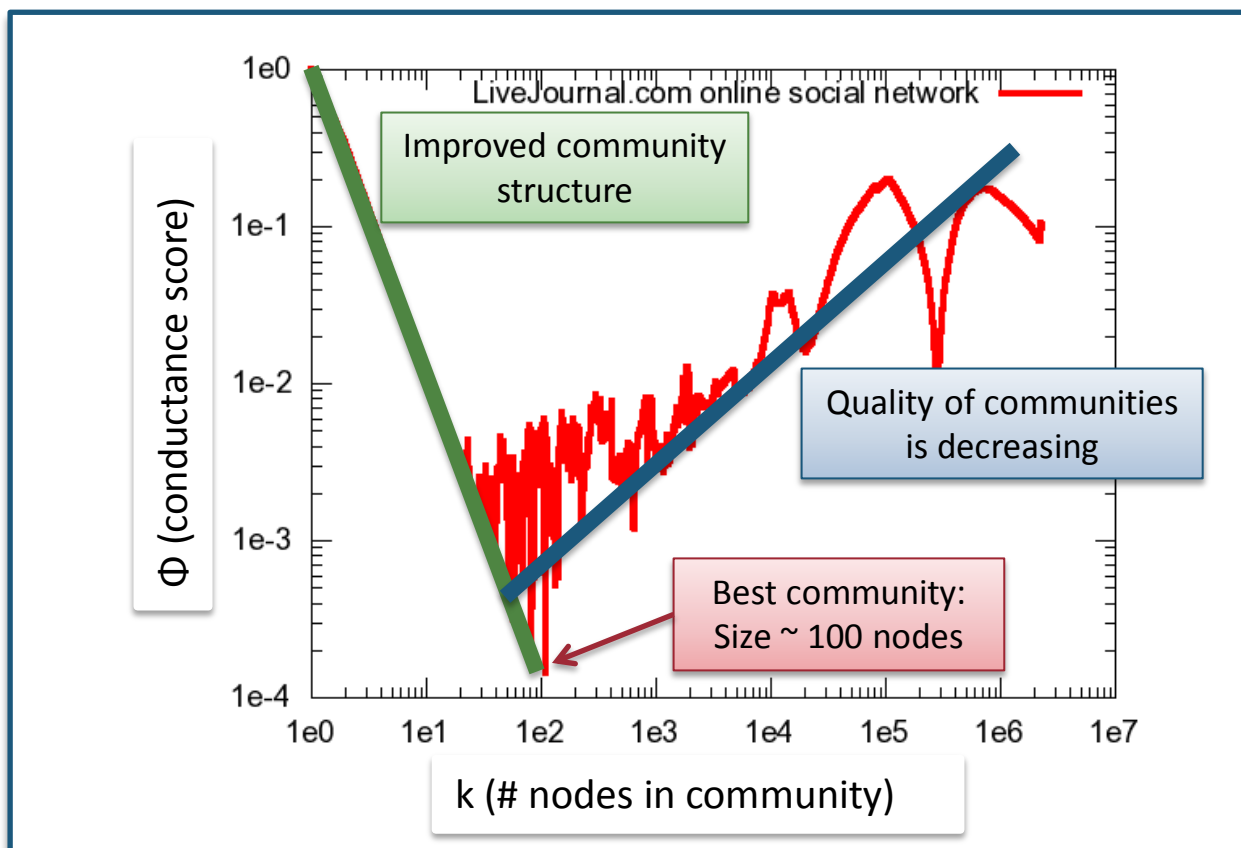 LiveJournal.com online social network
Improved community
structure
Φ (conductance score)
1e0
1e-1
1e-2
1e-3
1e-4
Quality of communities
is decreasing
Best community:
Size ~ 100 nodes
1e0 1e1 1e2 1e3 1e4 1e5 1e6 1e7
k (# nodes in community)